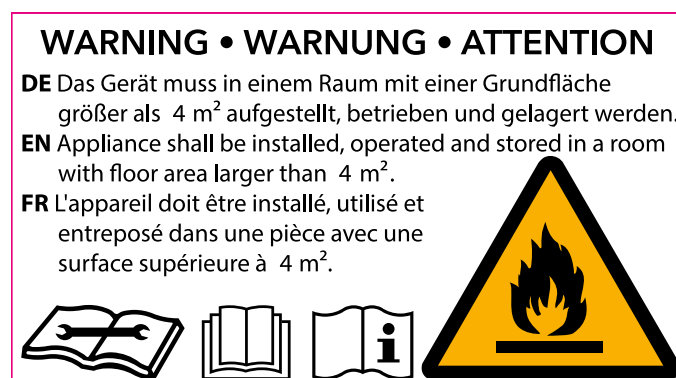 WARNING • WARNUNG • ATTENTION
DE Das Gerät muss in einem Raum mit einer Grundfläche
größer als 4 m² aufgestellt, betrieben und gelagert werden.
EN Appliance shall be installed, operated and stored in a room
with floor area larger than 4 m².
FR L'appareil doit être installé, utilisé et
entreposé dans une pièce avec une
surface supérieure à 4 m².